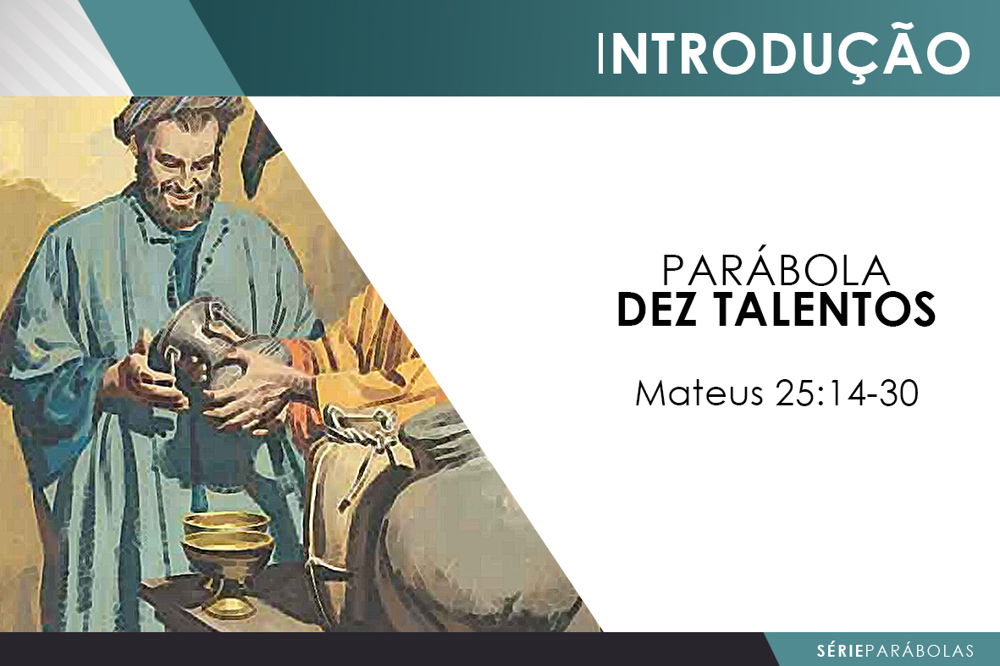 INTRODUÇÃO
PARÁBOLA
DEZ TALENTOS
Mateus 25:14-30
SÉRIEPARÁBOLAS